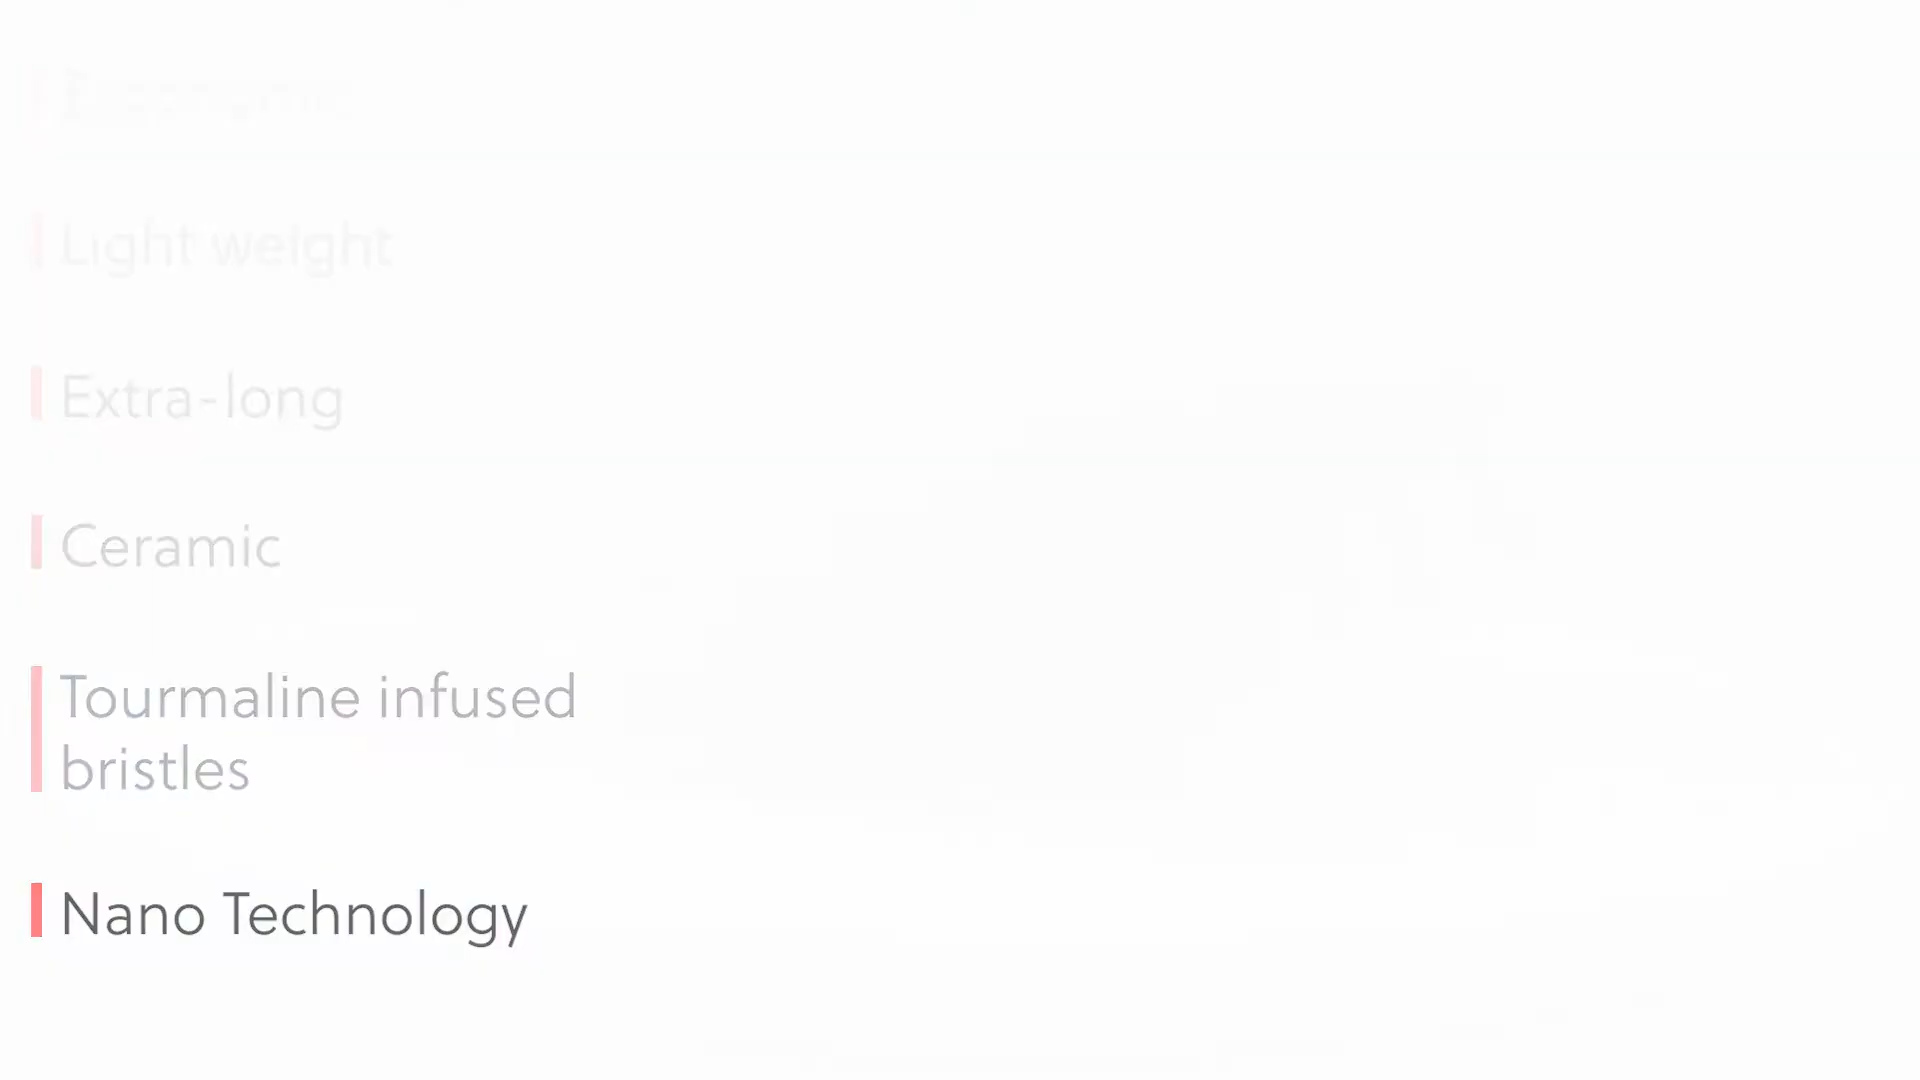 Light weight
Extra-long
Ceramic
Tourmaline infused
bristles
Nano Technology